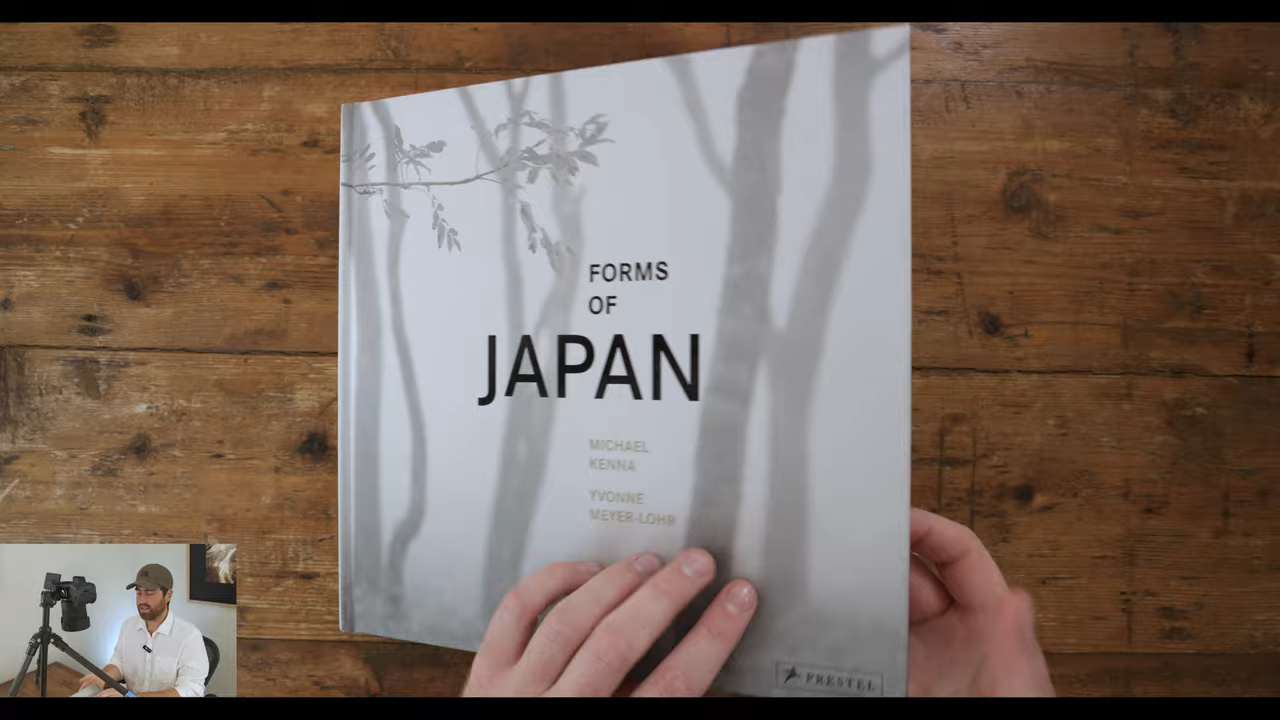 FORMS
OF
JAPAN
MICHAEL
KENNA
YVONNE
MEYER-LOHR
PRESTEL